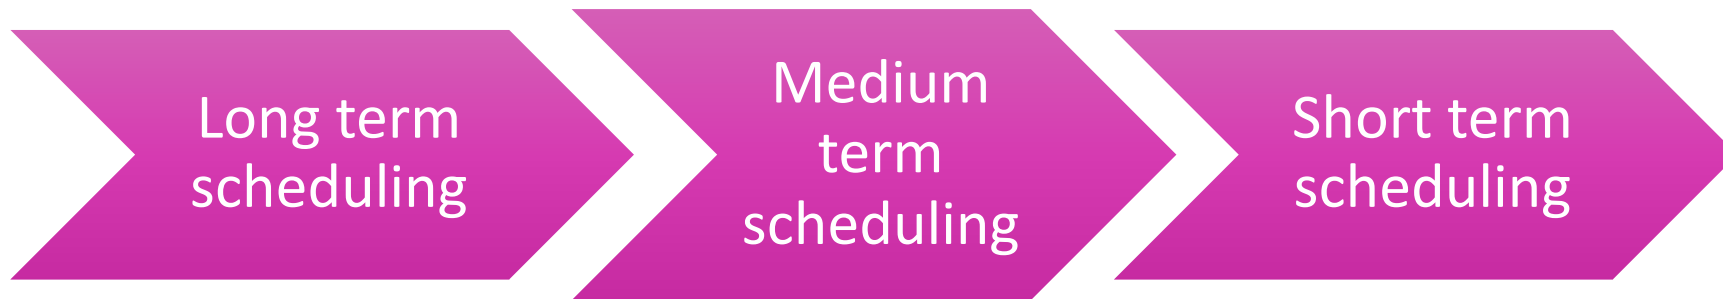 Long term
scheduling
Medium
term
scheduling
Short term
scheduling